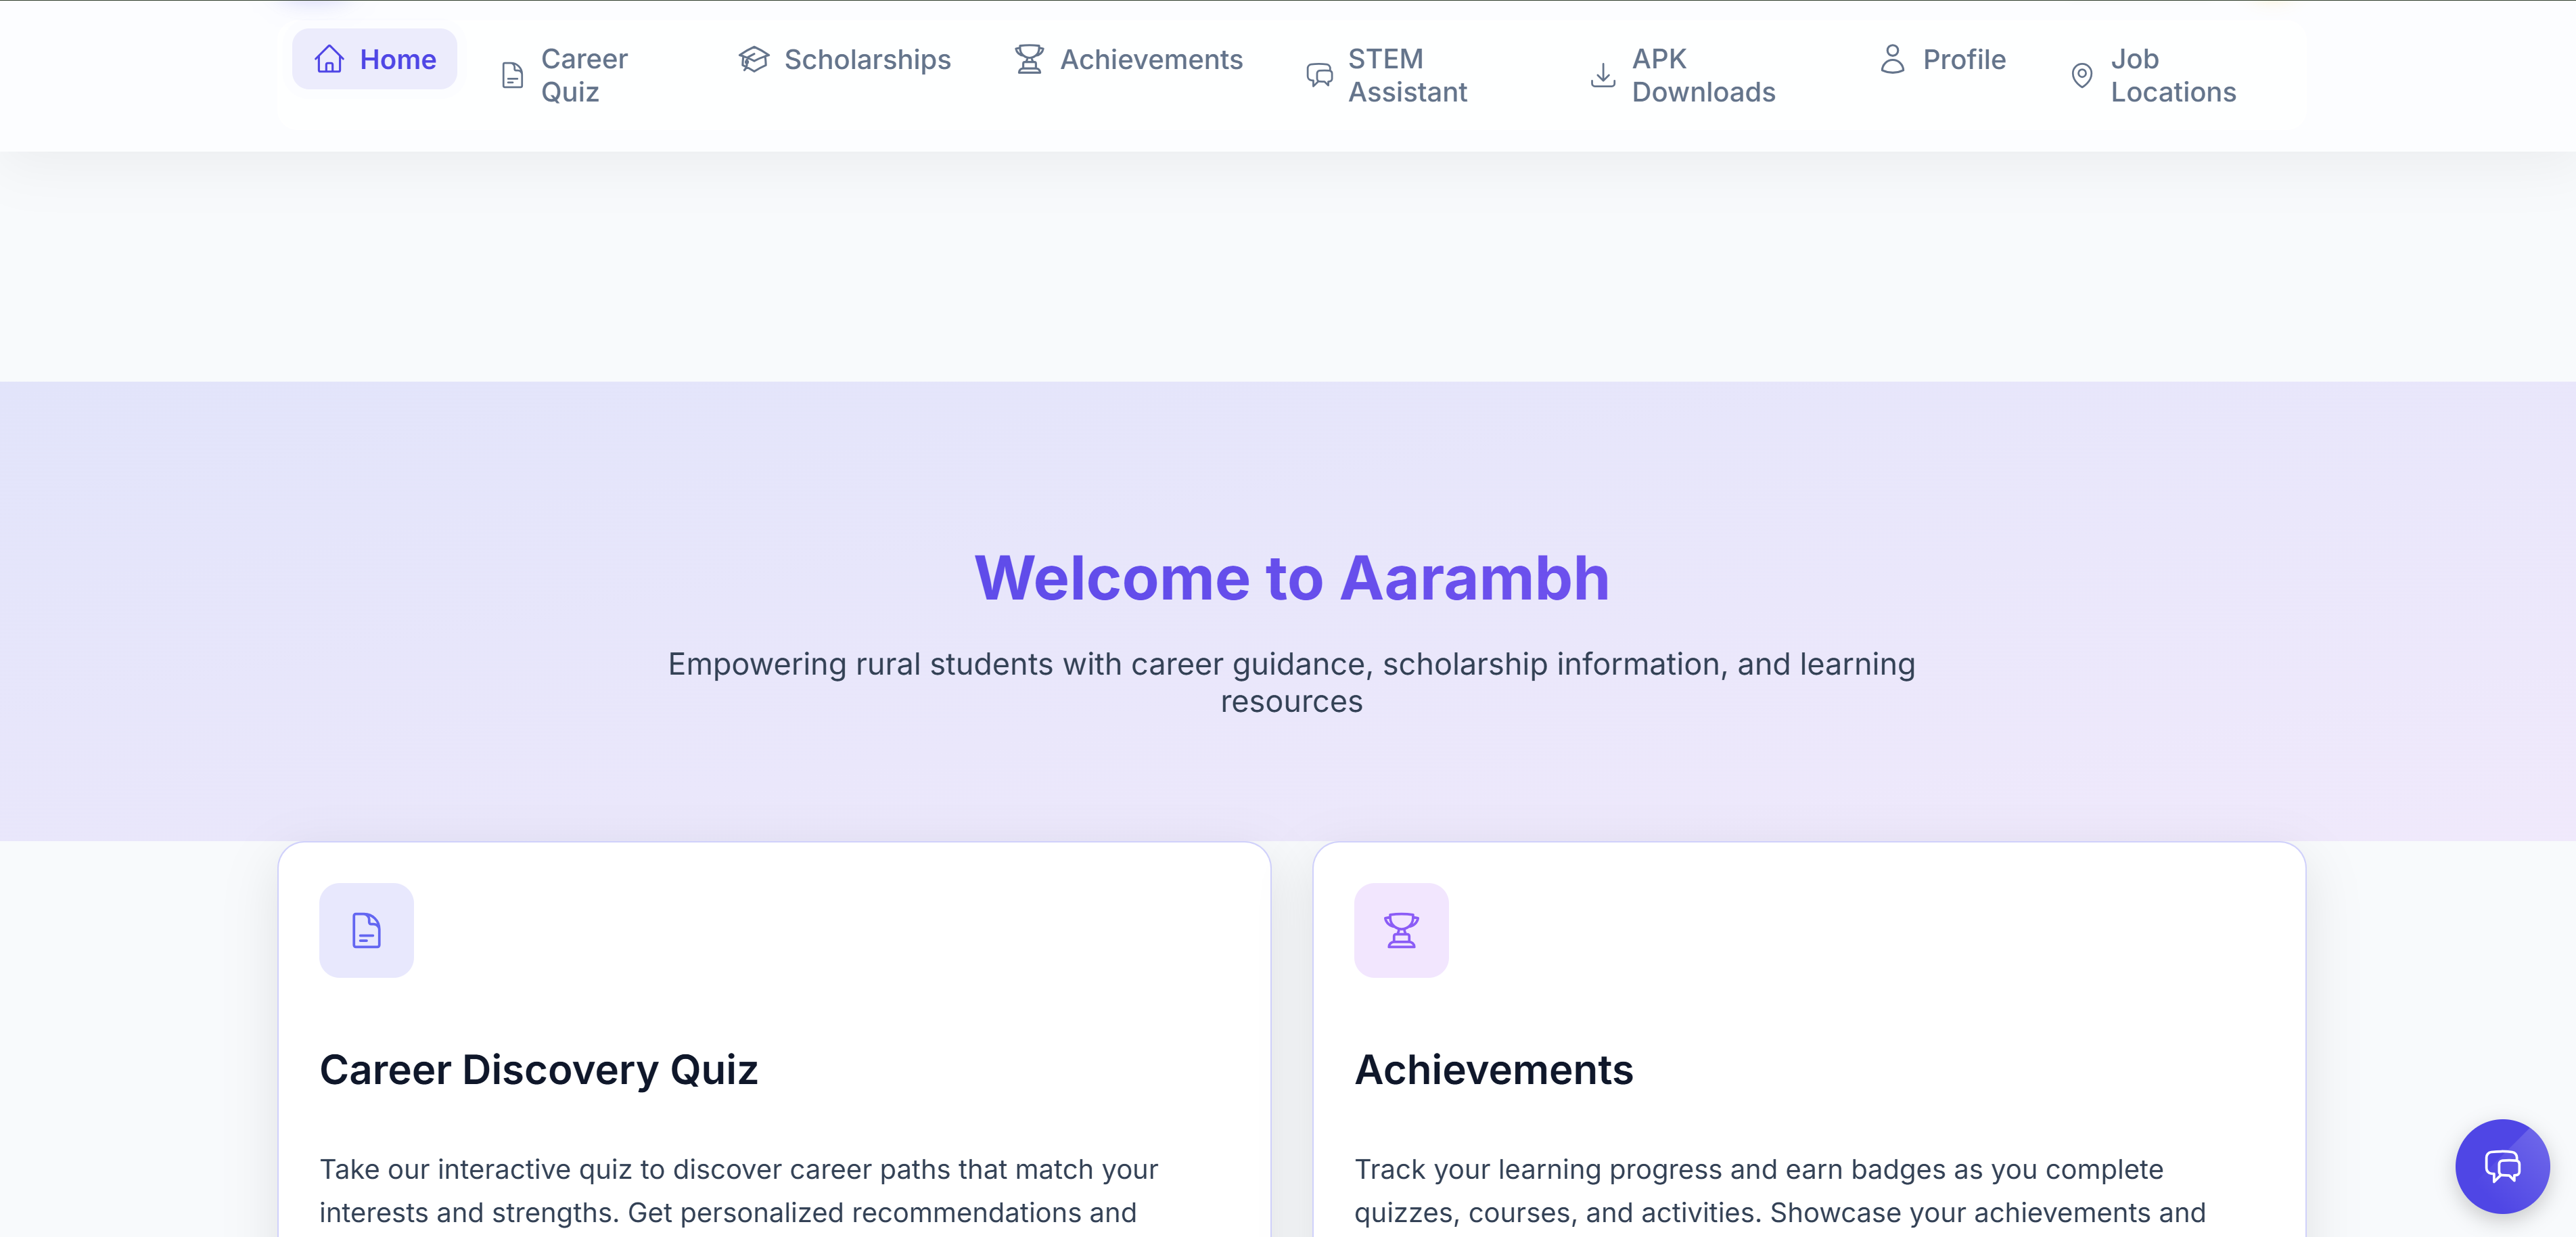 Home
Career
Quiz
Scholarships
Achievements
STEM
Assistant
APK
Downloads
Profile
Job
Locations
Welcome to Aarambh
Empowering rural students with career guidance, scholarship information, and learning
resources
Career Discovery Quiz
Take our interactive quiz to discover career paths that match your
interests and strengths. Get personalized recommendations and
Achievements
Track your learning progress and earn badges as you complete
quizzes, courses, and activities. Showcase your achievements and